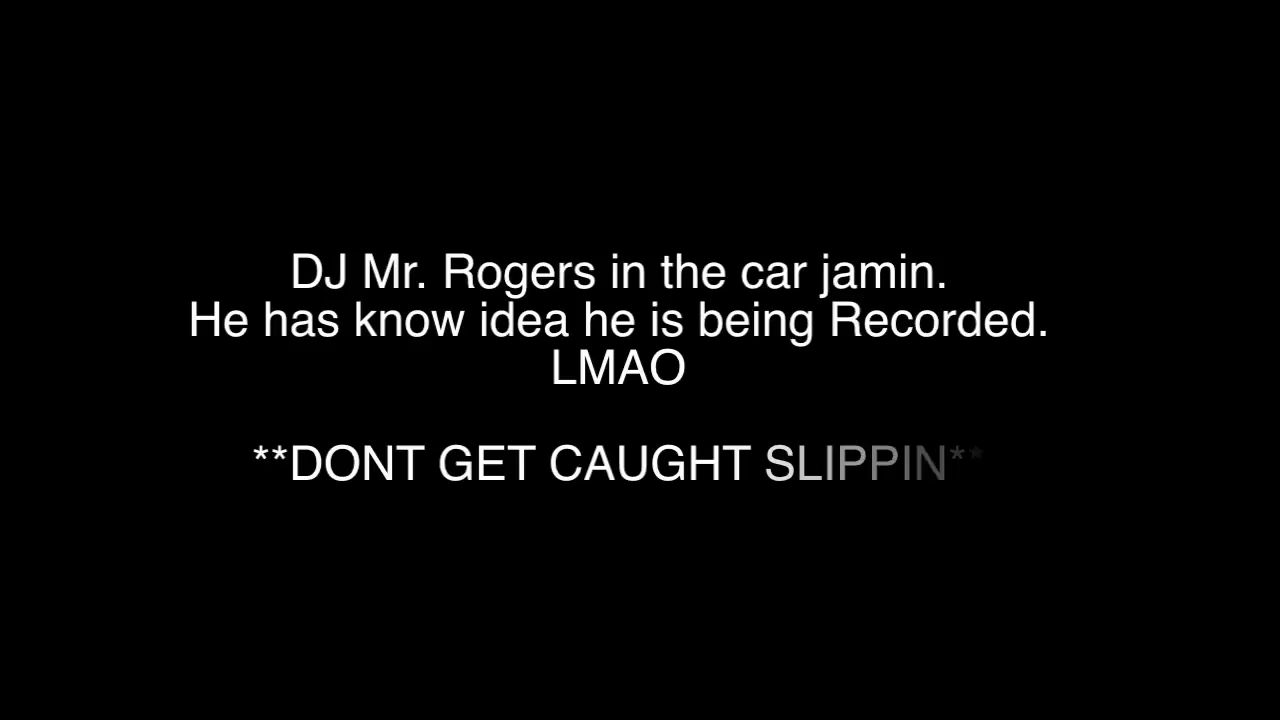 DJ Mr. Rogers in the car jamin.
He has know idea he is being Recorded.
LMAO
**DONT GET CAUGHT SLIPPIN**